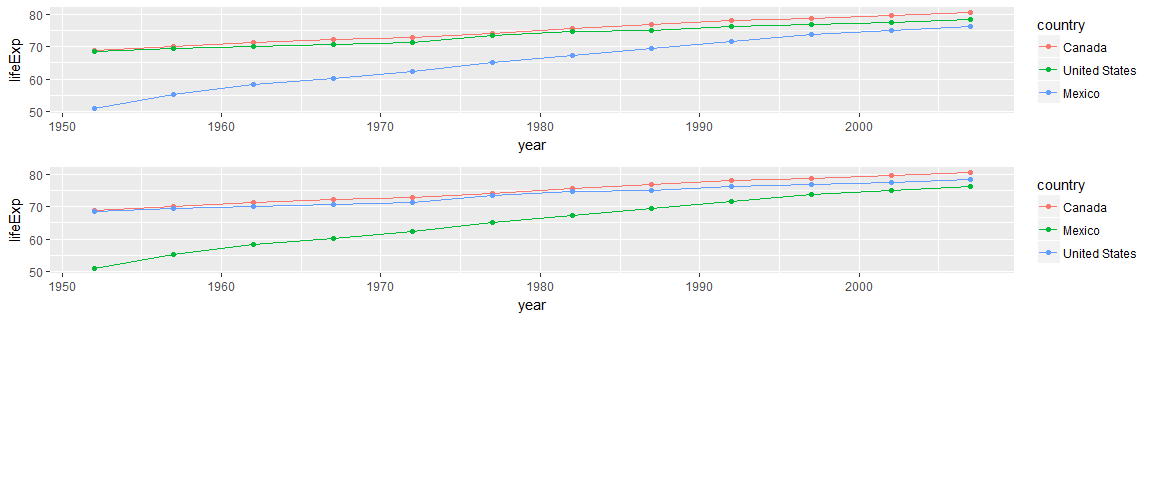 lifeExp
80
70
60
50
1950 1960 1970 1980 1990 2000
year
country
Canada
United States
Mexico
lifeExp
80
70
60
50
1950 1960 1970 1980 1990 2000
year
country
Canada
Mexico
United States